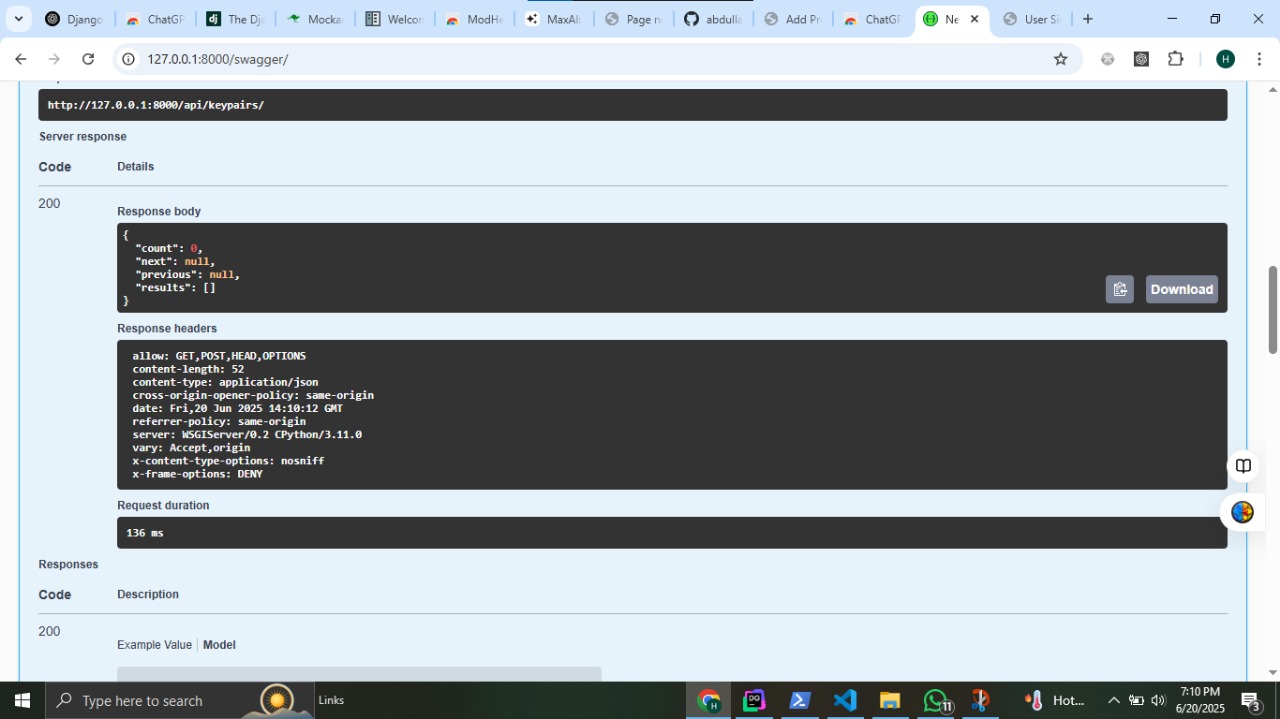 Django
ChatGP
The Dja
Mocka
Welcor
ModHe
MaxAl
Page n
abdulla
Add Pr
ChatGP
Ne
User Si
127.0.0.1:8000/swagger/
H
http://127.0.0.1:8000/api/keypairs/
Server response
Code Details
200
Response body
{
"count": 0,
"next": null,
"previous": null,
"results": []
}
Download
Response headers
allow: GET,POST,HEAD,OPTIONS
content-length: 52
content-type: application/json
cross-origin-opener-policy: same-origin
date: Fri,20 Jun 2025 14:10:12 GMT
referrer-policy: same-origin
server: WSGIServer/0.2 CPython/3.11.0
vary: Accept,origin
x-content-type-options: nosniff
x-frame-options: DENY
Request duration
136 ms
Responses
Code Description
200
Example Value Model
Type here to search
Links
11
Hot...
7:10 PM
6/20/2025
3